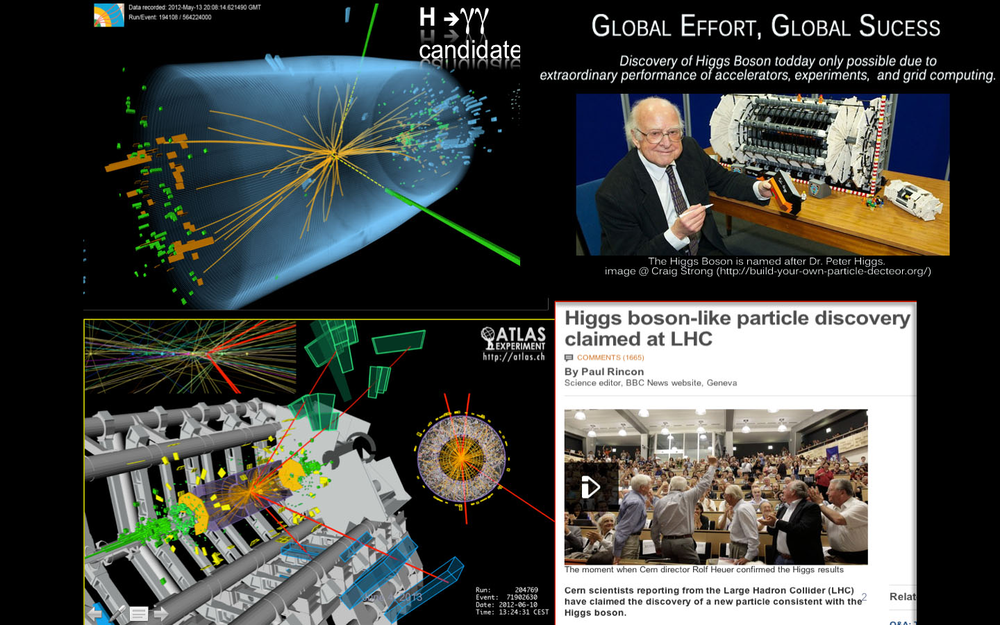 Data recorded: 2012-May-13 20:08:14.621490 GMT
Run/Event: 194108 / 564224000
H → γγ
candidate
GLOBAL EFFORT, GLOBAL SUCESS
Discovery of Higgs Boson todday only possible due to
extraordinary performance of accelerators, experiments, and grid computing.
The Higgs Boson is named after Dr. Peter Higgs.
image @ Craig Strong (http://build-your-own-particle-decteor.org/)
ATLAS
EXPERIMENT
http://atlas.ch
Run: 204769
Event: 71902630
Date: 2012-06-10
Time: 13:24:31 CEST
June 4, 2013
Higgs boson-like particle discovery
claimed at LHC
COMMENTS (1665)
By Paul Rincon
Science editor, BBC News website, Geneva
The moment when Cern director Rolf Heuer confirmed the Higgs results
Cern scientists reporting from the Large Hadron Collider (LHC)
have claimed the discovery of a new particle consistent with the
Higgs boson.
2
Relat
Q&A: